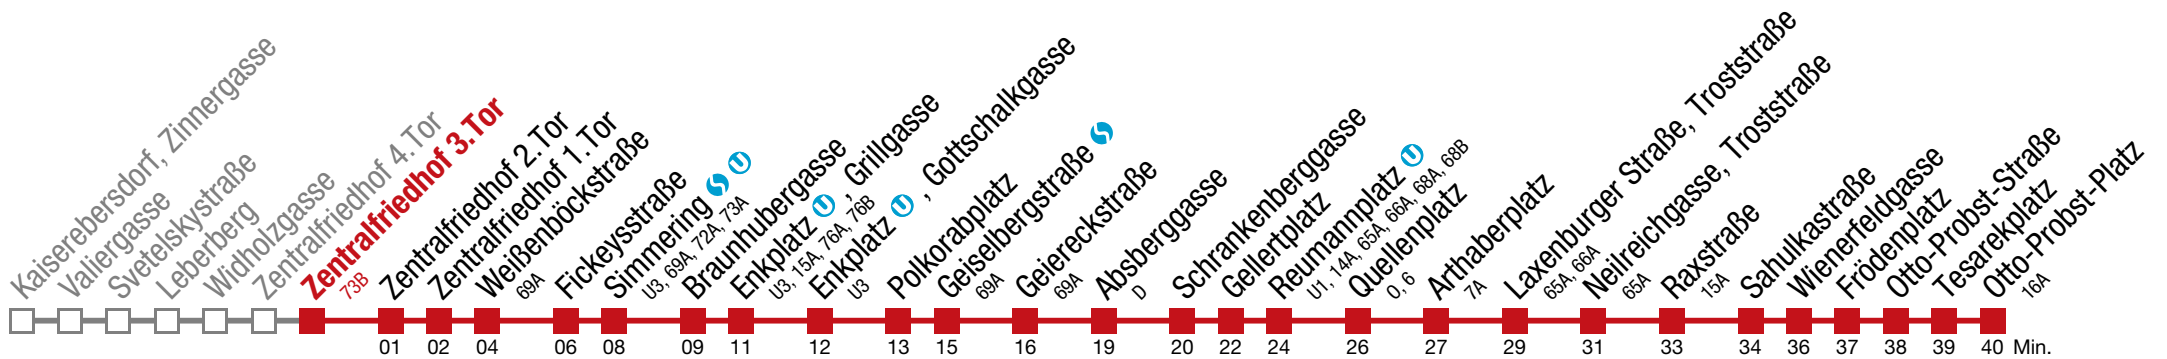 Kaiserebersdorf, Zinnergasse
Valiergasse
Svetelskystraße
Leberberg
Widholzgasse
Zentralfriedhof 4. Tor
Zentralfriedhof 3. Tor
73B
Zentralfriedhof 2. Tor
Zentralfriedhof 1. Tor
Weißenböckstraße
69A
Fickeysstraße
Simmering S U
U3, 69A, 72A, 73A
Braunhubergasse
Enkplatz U , Grillgasse
U3, 15A, 76A, 76B
Enkplatz U , Gottschalkgasse
U3
Polkorabplatz
Geiselbergstraße S
69A
Geiereckstraße
69A
Absberggasse
D
Schrankenberggasse
Gellertplatz
Reumannplatz U
U1, 14A, 65A, 66A, 68A, 68B
Quellenplatz
O, 6
Arthaberplatz
7A
Laxenburger Straße, Troststraße
65A, 66A
Neilreichgasse, Troststraße
65A
Raxstraße
15A
Sahulkastraße
Wienerfeldgasse
Frödenplatz
Otto-Probst-Straße
Tesarekplatz
Otto-Probst-Platz
16A
01 02 04 06 08 09 11 12 13 15 16 19 20 22 24 26 27 29 31 33 34 36 37 38 39 40 Min.